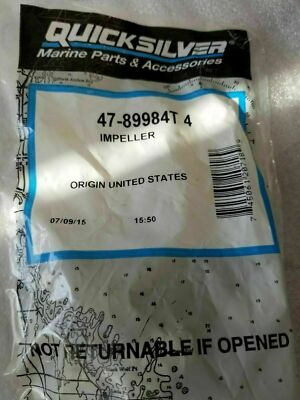 QUICKSILVER
Marine Parts & Accessories
47-89984T 4
IMPELLER
ORIGIN UNITED STATES
07/09/15 15:50
NOT RETURNABLE IF OPENED